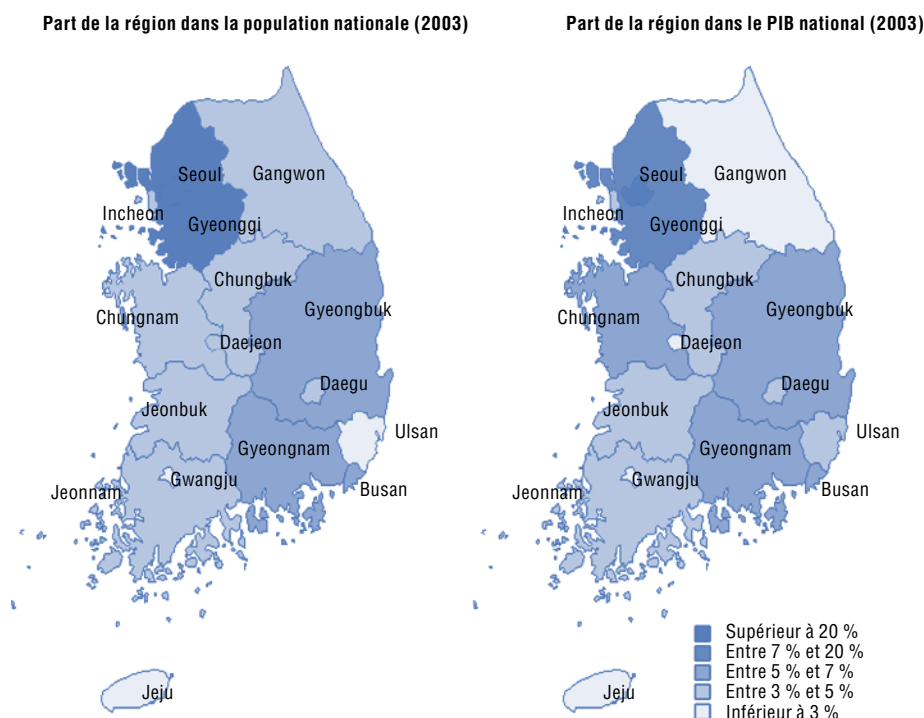 Part de la région dans la population nationale (2003)
Seoul
Gangwon
Incheon
Gyeonggi
Chungbuk
Gyeongbuk
Chungnam
Daejeon
Daegu
Jeonbuk
Ulsan
Gyeongnam
Gwangju
Jeonnam
Busan
Jeju
Part de la région dans le PIB national (2003)
Seoul
Gangwon
Incheon
Gyeonggi
Chungbuk
Gyeongbuk
Chungnam
Daejeon
Daegu
Jeonbuk
Ulsan
Gyeongnam
Gwangju
Jeonnam
Busan
Jeju
Supérieur à 20 %
Entre 7 % et 20 %
Entre 5 % et 7 %
Entre 3 % et 5 %
Inférieur à 3 %